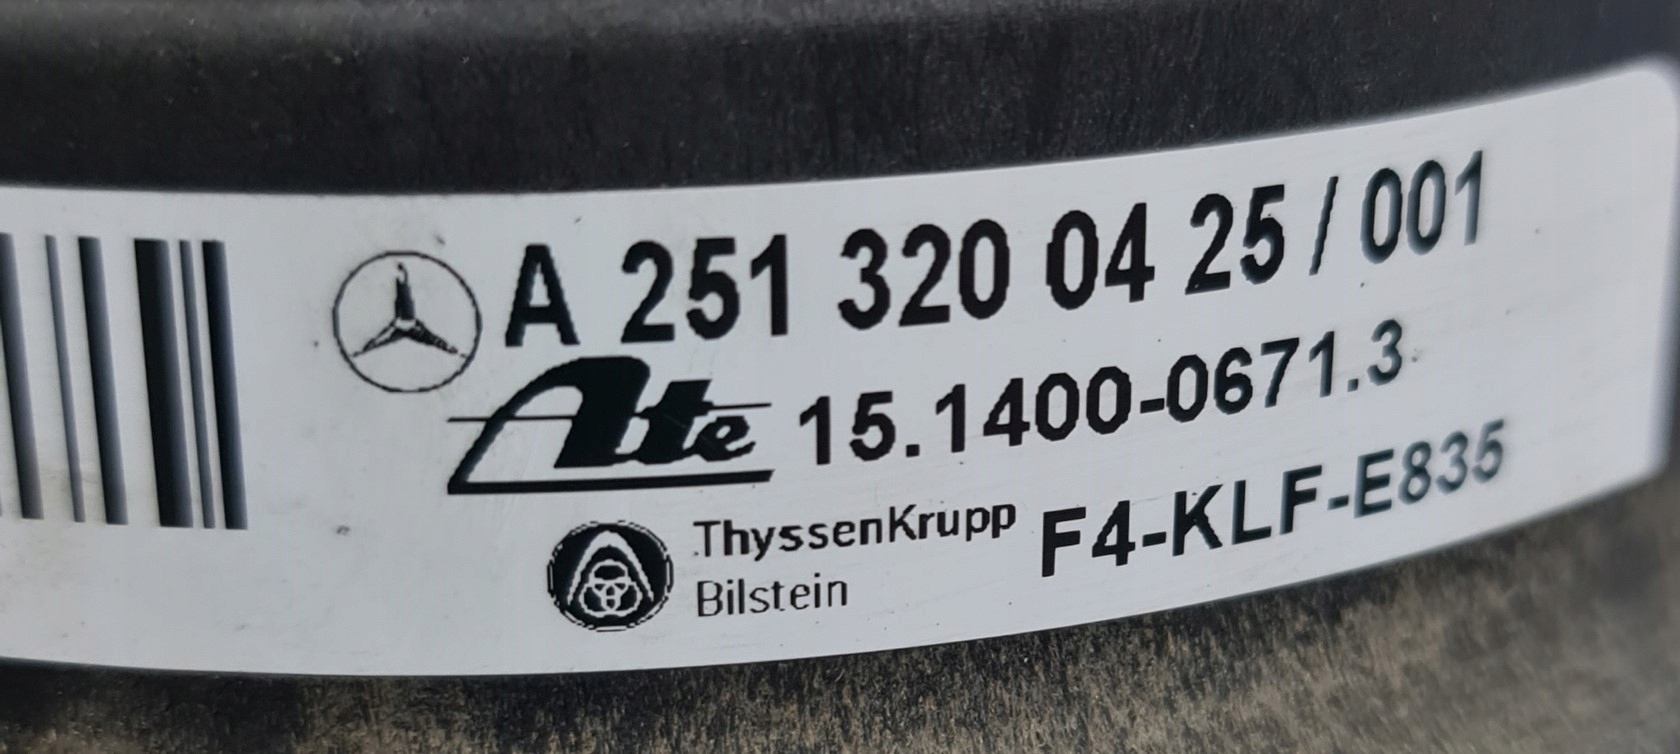 A 251 320 04 25 / 001
Ate 15.1400-0671.3
ThyssenKrupp F4-KLF-E835
Bilstein